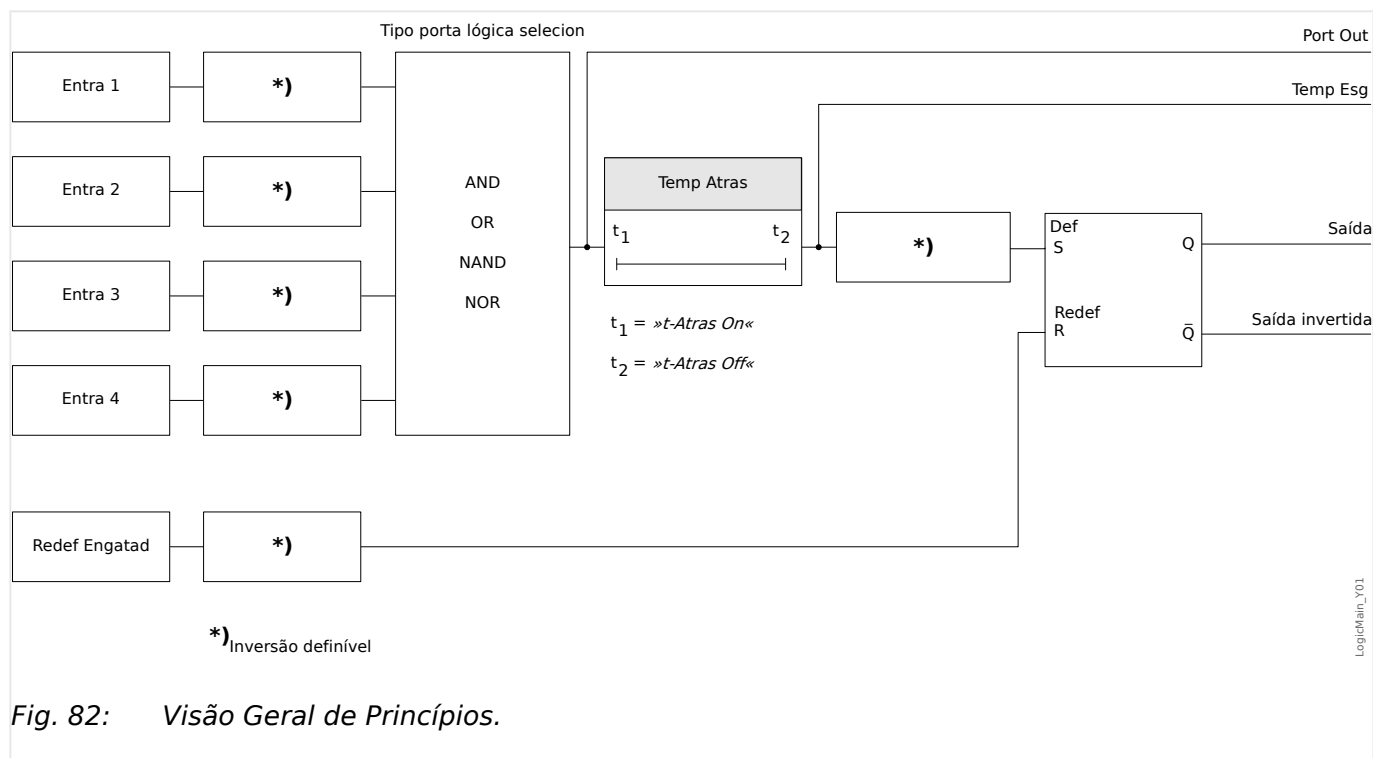 Tipo porta lógica selecion
Port Out
Temp Esg
Entra 1
*)
Entra 2
*)
Entra 3
*)
Entra 4
*)
AND
OR
NAND
NOR
Temp Atras
t1
t2
t1 = »t-Atras On«
t2 = »t-Atras Off«
*)
Def
S
Redef
R
Q
Q̅
Saída
Saída invertida
Redef Engatad
*)
*)Inversão definível
LogicMain_Y01
Fig. 82: Visão Geral de Princípios.